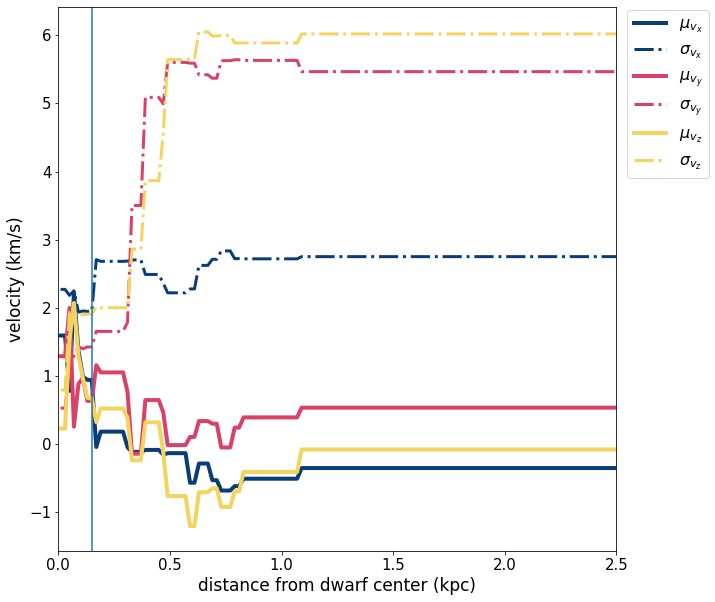 6
5
4
3
2
1
0
−1
velocity (km/s)
0.0 0.5 1.0 1.5 2.0 2.5
distance from dwarf center (kpc)
μ_{v_x}
σ_{v_x}
μ_{v_y}
σ_{v_y}
μ_{v_z}
σ_{v_z}